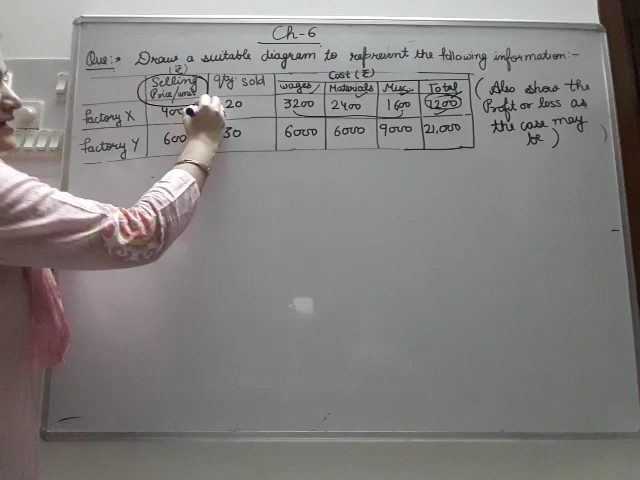 Ch-6
Que:- Draw a suitable diagram to represent the following information:-
(₹) Selling Price/unit qty sold Cost (₹)
Wages Materials Misc. Total
Factory X 400 20 3200 2400 1600 7200
Factory Y 600 30 6000 6000 9000 21,000
(Also show the
Profit or loss as
the case may
be)